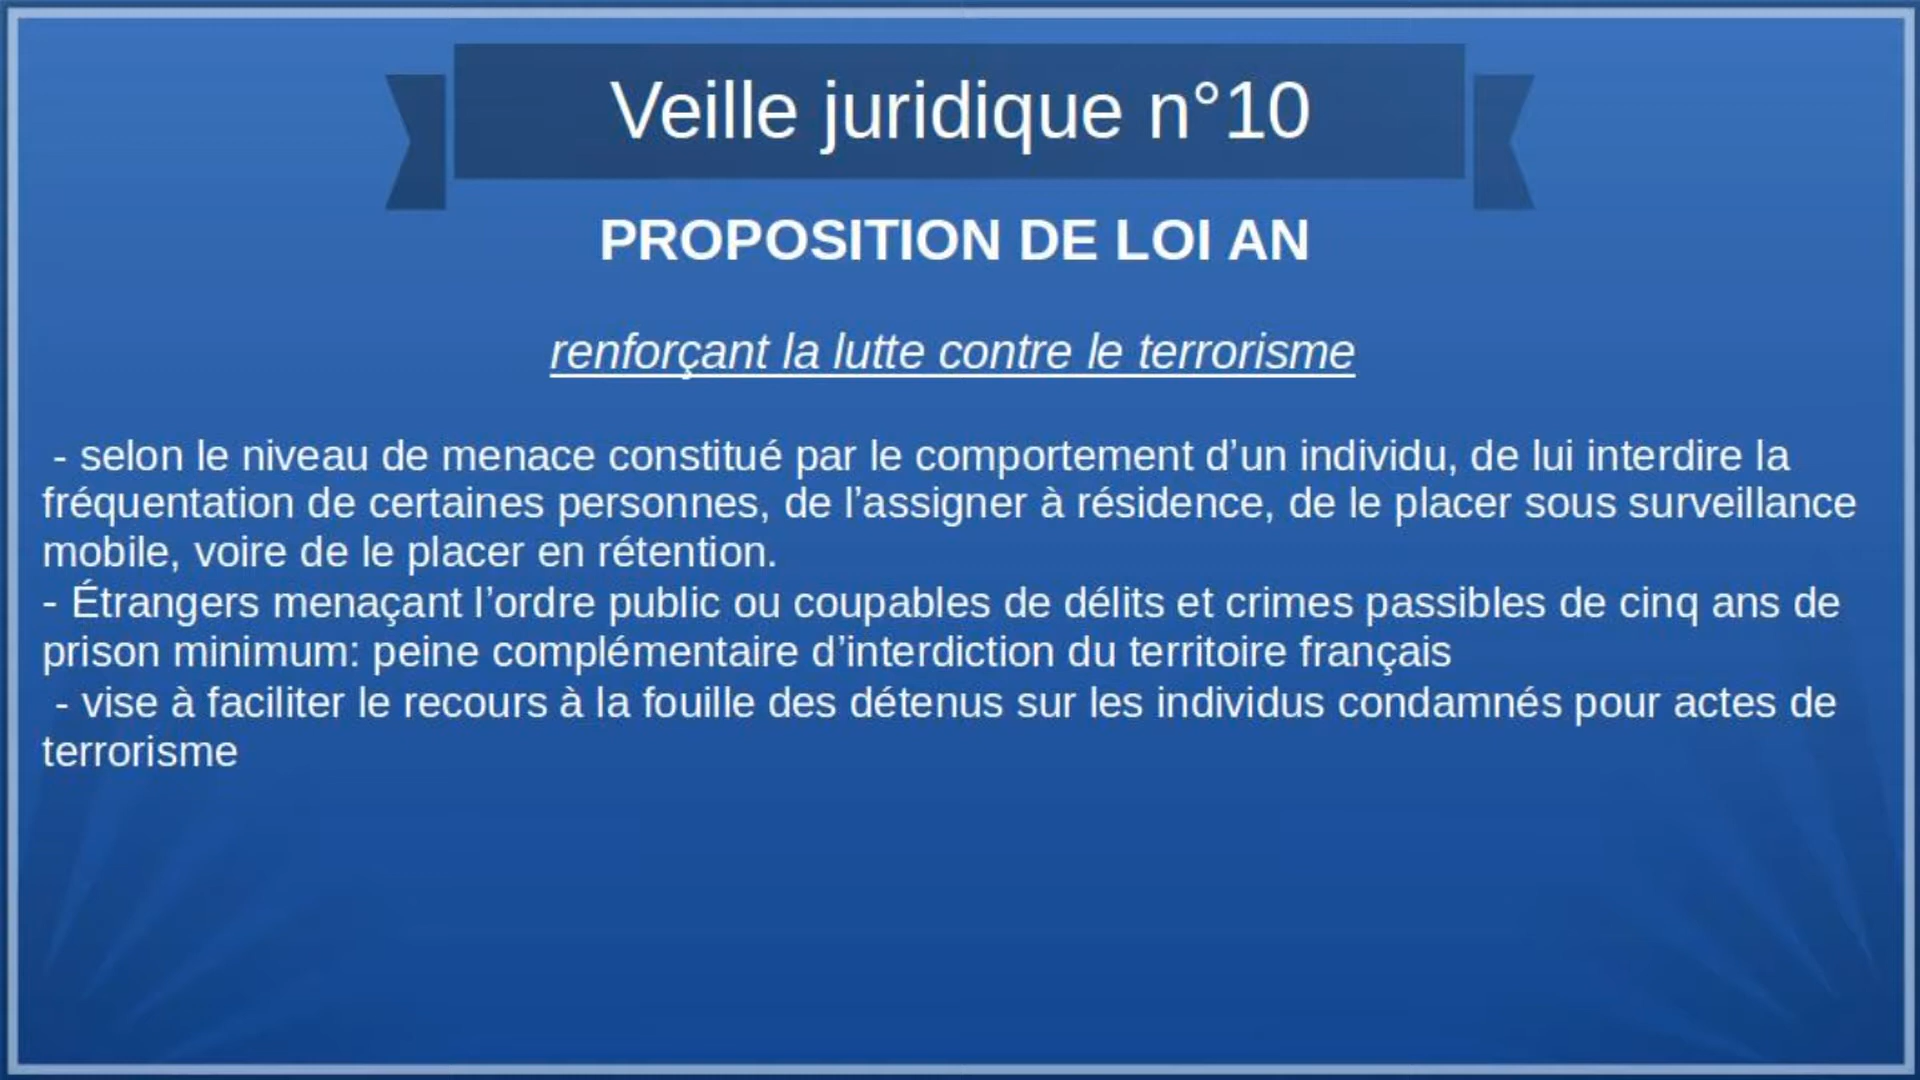 Veille juridique n°10
PROPOSITION DE LOI AN
renforçant la lutte contre le terrorisme
- selon le niveau de menace constitué par le comportement d’un individu, de lui interdire la
fréquentation de certaines personnes, de l’assigner à résidence, de le placer sous surveillance
mobile, voire de le placer en rétention.
- Étrangers menaçant l’ordre public ou coupables de délits et crimes passibles de cinq ans de
prison minimum: peine complémentaire d’interdiction du territoire français
- vise à faciliter le recours à la fouille des détenus sur les individus condamnés pour actes de
terrorisme